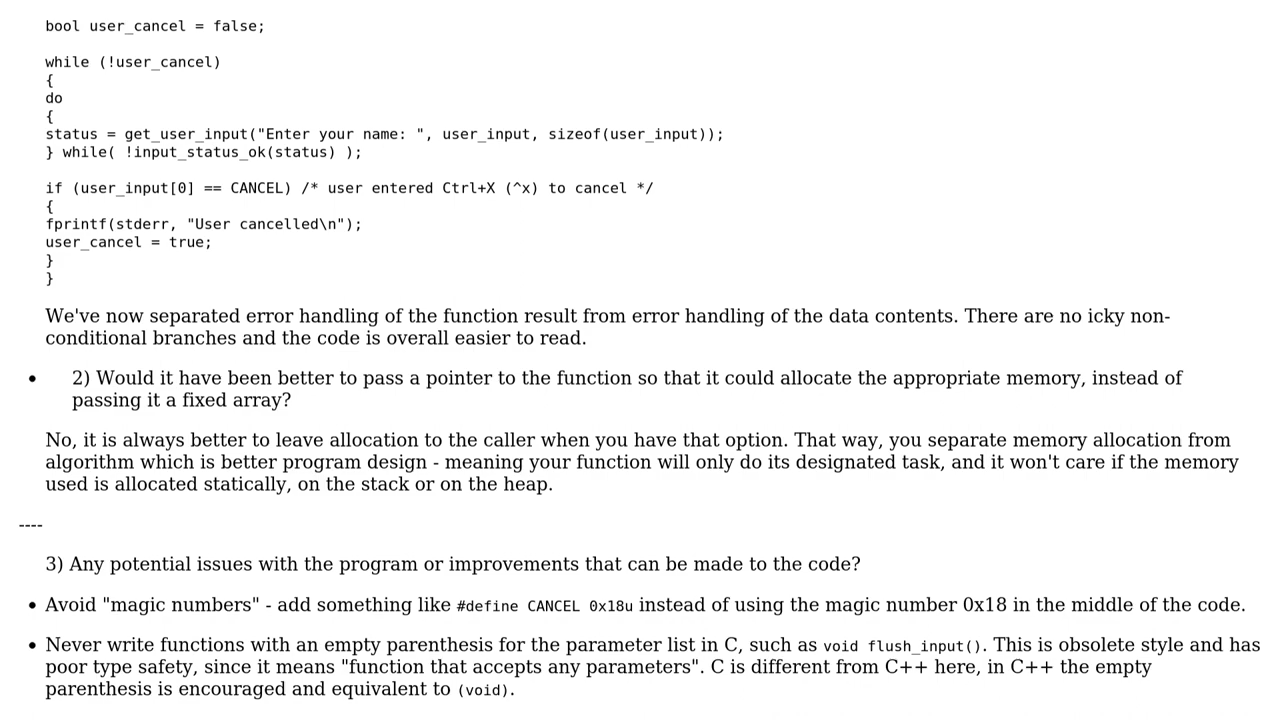 bool user_cancel = false;
while (!user_cancel)
{
do
{
status = get_user_input("Enter your name: ", user_input, sizeof(user_input));
} while( !input_status_ok(status) );
if (user_input[0] == CANCEL) /* user entered Ctrl+X (^x) to cancel */
{
fprintf(stderr, "User cancelled\n");
user_cancel = true;
}
}
We've now separated error handling of the function result from error handling of the data contents. There are no icky non-
conditional branches and the code is overall easier to read.
• 2) Would it have been better to pass a pointer to the function so that it could allocate the appropriate memory, instead of
passing it a fixed array?
No, it is always better to leave allocation to the caller when you have that option. That way, you separate memory allocation from
algorithm which is better program design - meaning your function will only do its designated task, and it won't care if the memory
used is allocated statically, on the stack or on the heap.
----
3) Any potential issues with the program or improvements that can be made to the code?
• Avoid "magic numbers" - add something like #define CANCEL 0x18u instead of using the magic number 0x18 in the middle of the code.
• Never write functions with an empty parenthesis for the parameter list in C, such as void flush_input(). This is obsolete style and has
poor type safety, since it means "function that accepts any parameters". C is different from C++ here, in C++ the empty
parenthesis is encouraged and equivalent to (void).